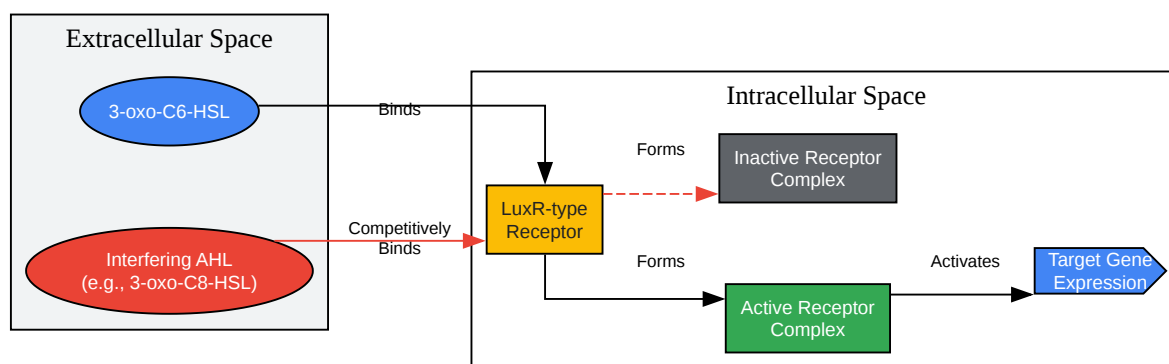 Extracellular Space
3-oxo-C6-HSL
Binds
Intracellular Space
Forms
Inactive Receptor
Complex
LuxR-type
Receptor
Competitively
Binds
Interfering AHL
(e.g., 3-oxo-C8-HSL)
Forms
Activates
Target Gene
Expression
Active Receptor
Complex